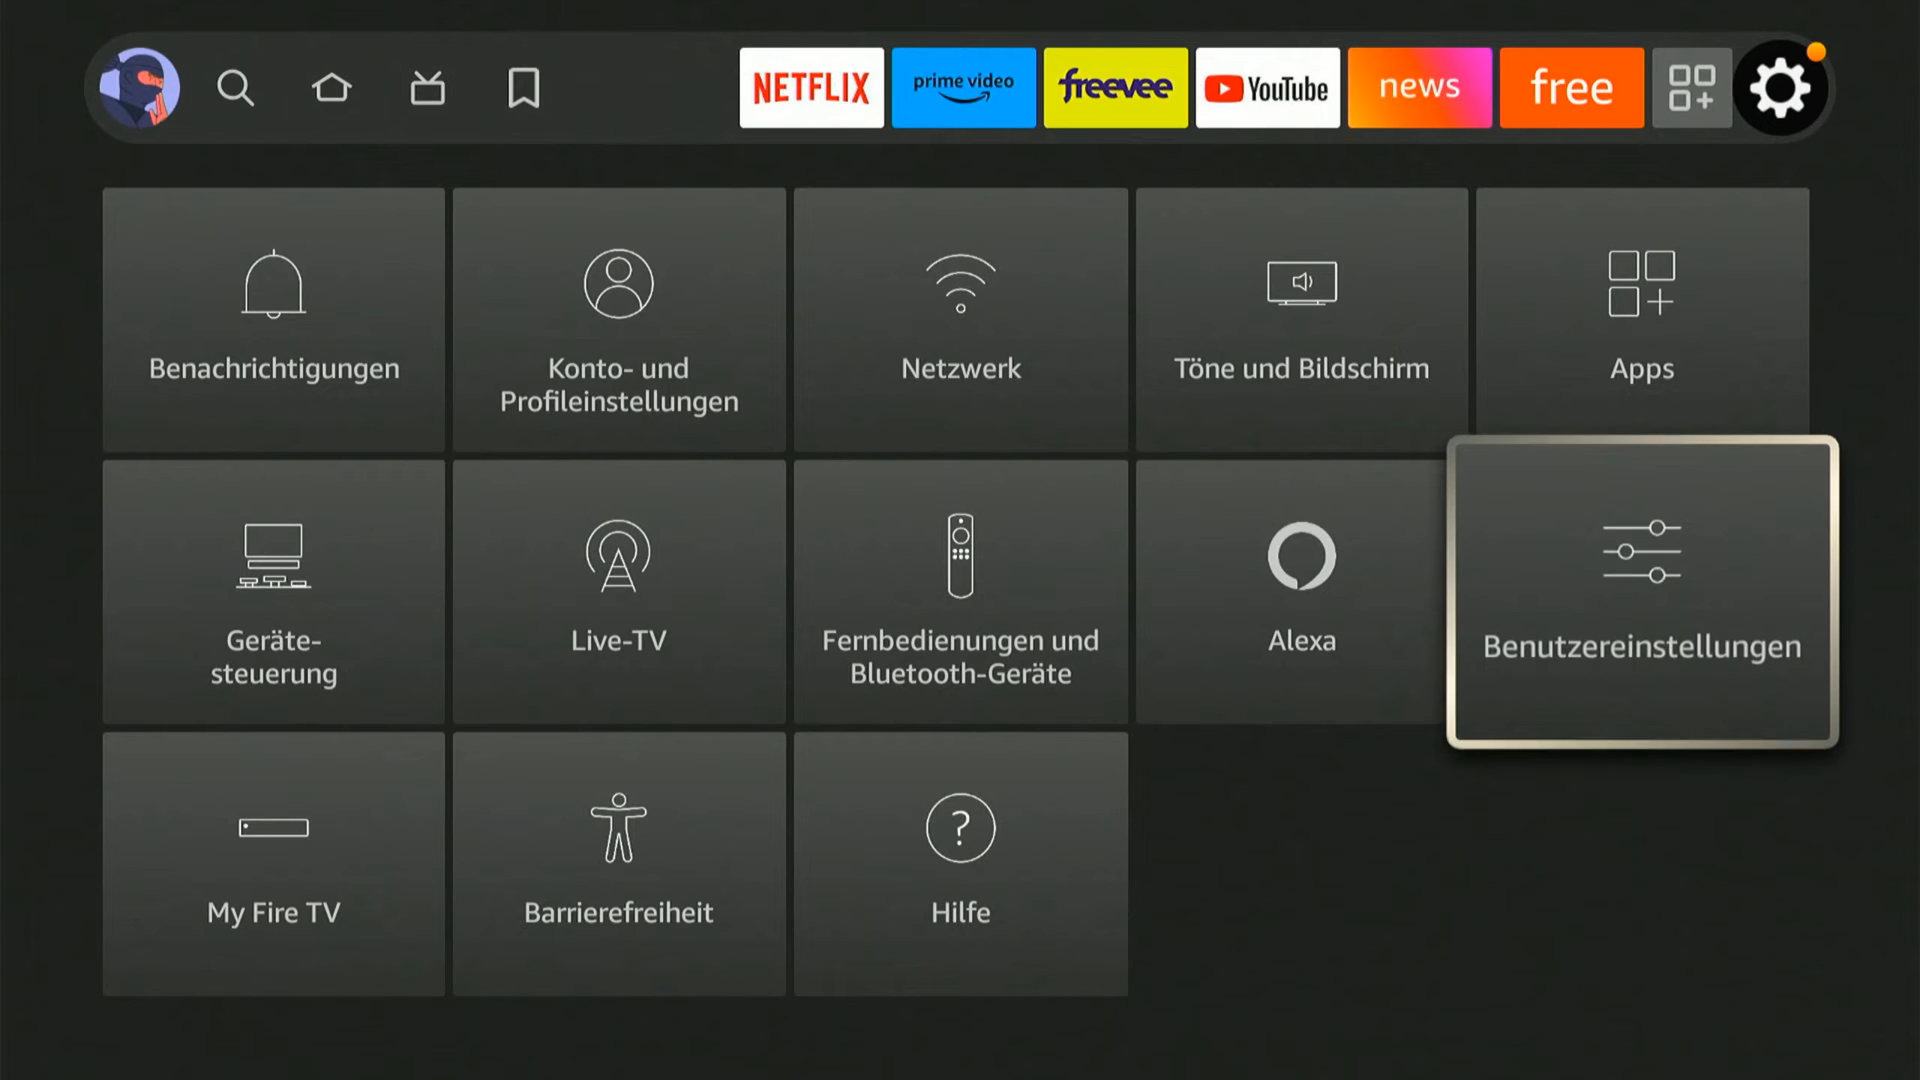 NETFLIX
prime video
freevee
YouTube
news
free
Benachrichtigungen
Konto- und
Profileinstellungen
Netzwerk
Töne und Bildschirm
Apps
Geräte-
steuerung
Live-TV
Fernbedienungen und
Bluetooth-Geräte
Alexa
Benutzereinstellungen
My Fire TV
Barrierefreiheit
?
Hilfe